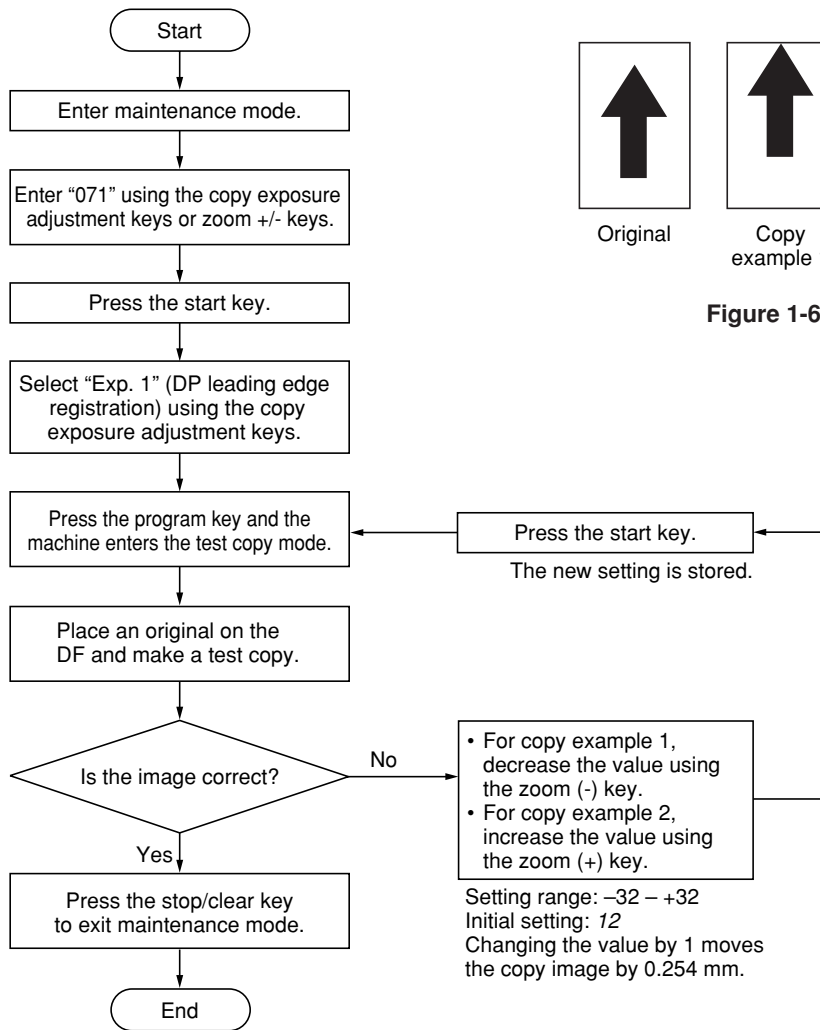 Start
Enter maintenance mode.
Enter “071” using the copy exposure
adjustment keys or zoom +/- keys.
Press the start key.
Select “Exp. 1” (DP leading edge
registration) using the copy
exposure adjustment keys.
Press the program key and the
machine enters the test copy mode.
Place an original on the
DF and make a test copy.
Is the image correct?
Yes
No
Press the stop/clear key
to exit maintenance mode.
End
• For copy example 1,
decrease the value using
the zoom (-) key.
• For copy example 2,
increase the value using
the zoom (+) key.
Setting range: –32 – +32
Initial setting: 12
Changing the value by 1 moves
the copy image by 0.254 mm.
Press the start key.
The new setting is stored.
Original
Copy
example
Figure 1-6